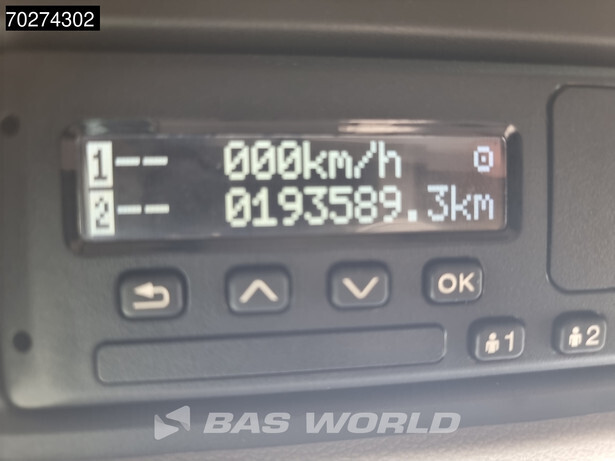 70274302
1-- 000km/h
2-- 0193589.3km
OK
1
2
BAS WORLD